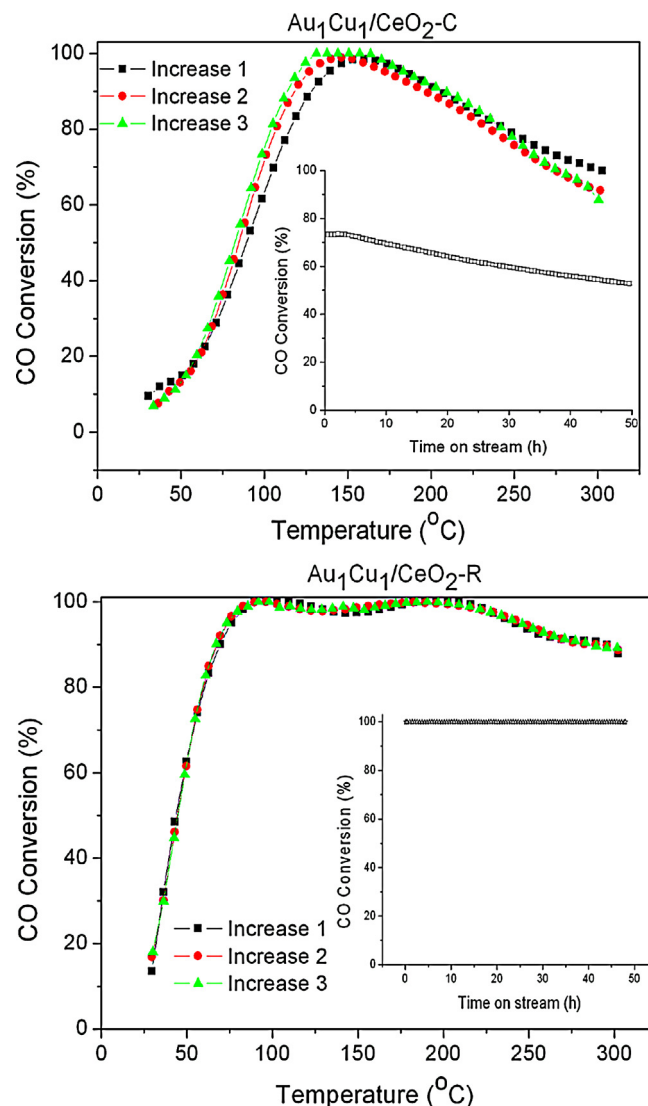 Au₁Cu₁/CeO₂-C
CO Conversion (%)
100
80
60
40
20
0
Increase 1
Increase 2
Increase 3
CO Conversion (%)
100
80
60
40
20
0
0 10 20 30 40 50
Time on stream (h)
0 50 100 150 200 250 300
Temperature (°C)
Au₁Cu₁/CeO₂-R
CO Conversion (%)
100
80
60
40
20
0
Increase 1
Increase 2
Increase 3
CO Conversion (%)
100
80
60
40
20
0
0 10 20 30 40 50
Time on stream (h)
0 50 100 150 200 250 300
Temperature (°C)